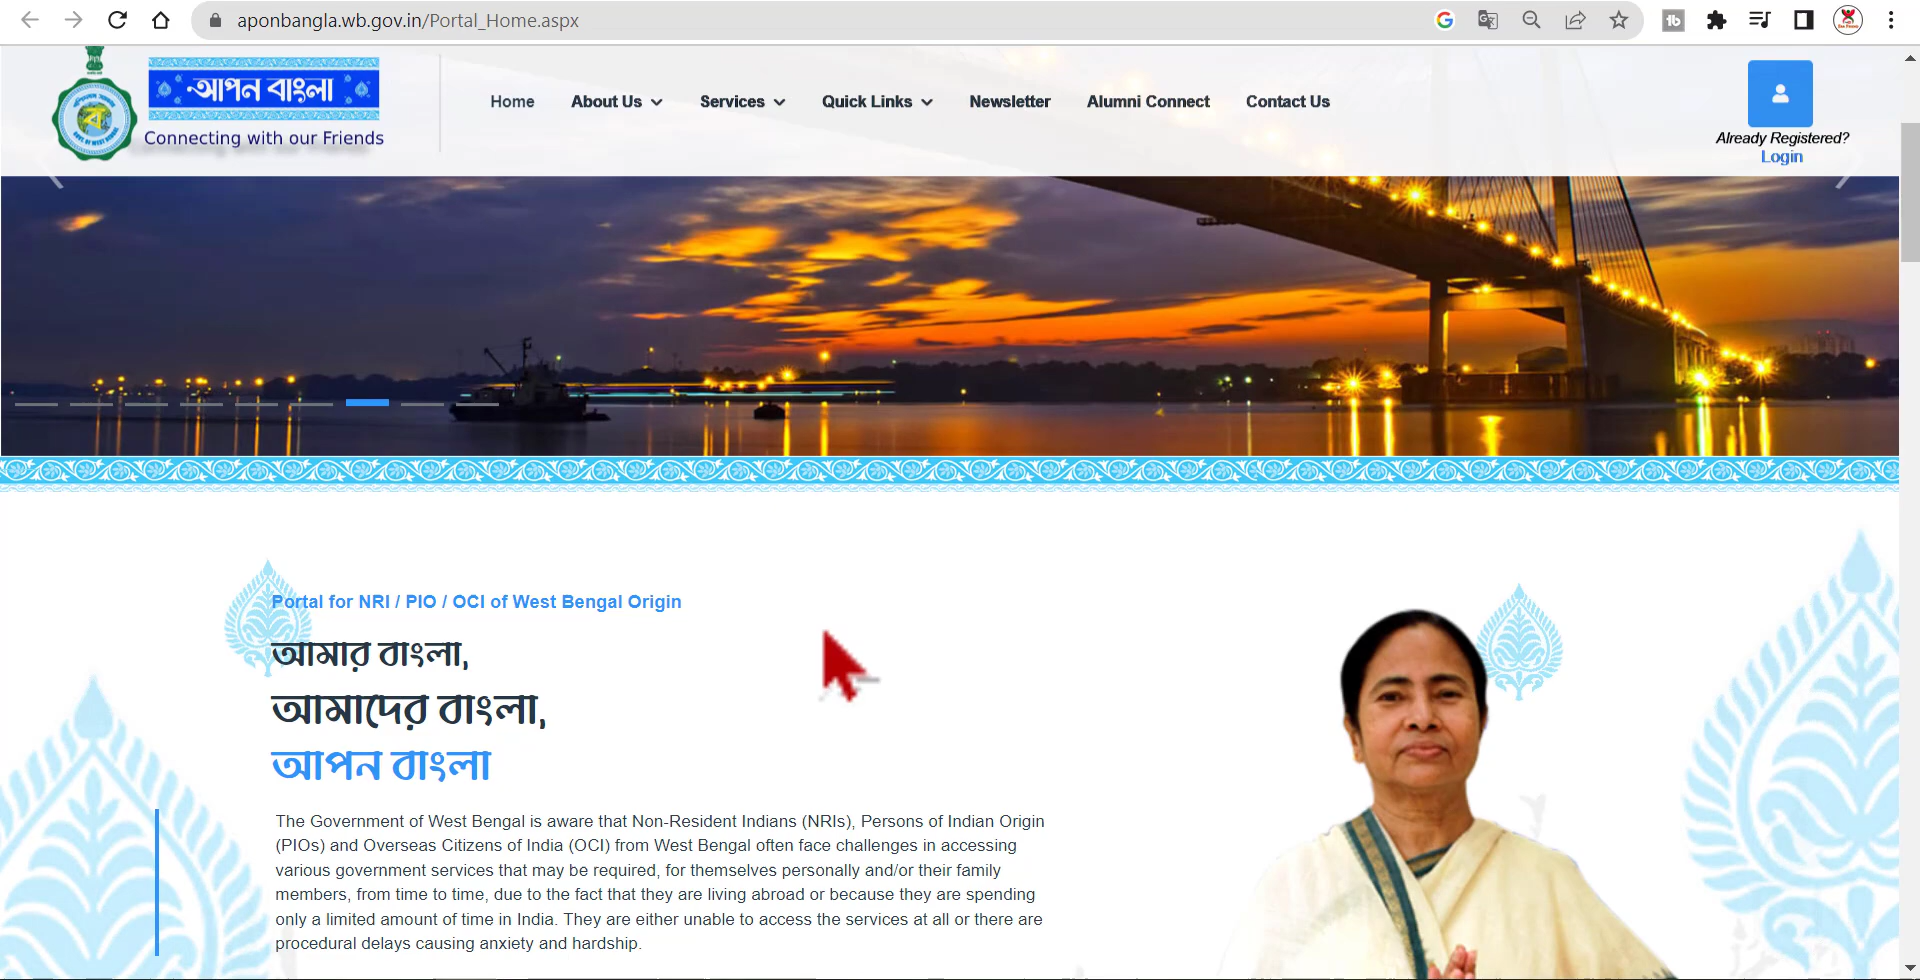 aponbangla.wb.gov.in/Portal_Home.aspx
আপন বাংলা
Connecting with our Friends
Home About Us Services Quick Links Newsletter Alumni Connect Contact Us
Already Registered?
Login
Portal for NRI / PIO / OCI of West Bengal Origin
আমার বাংলা,
আমাদের বাংলা,
আপন বাংলা
The Government of West Bengal is aware that Non-Resident Indians (NRIs), Persons of Indian Origin
(PIOs) and Overseas Citizens of India (OCI) from West Bengal often face challenges in accessing
various government services that may be required, for themselves personally and/or their family
members, from time to time, due to the fact that they are living abroad or because they are spending
only a limited amount of time in India. They are either unable to access the services at all or there are
procedural delays causing anxiety and hardship.